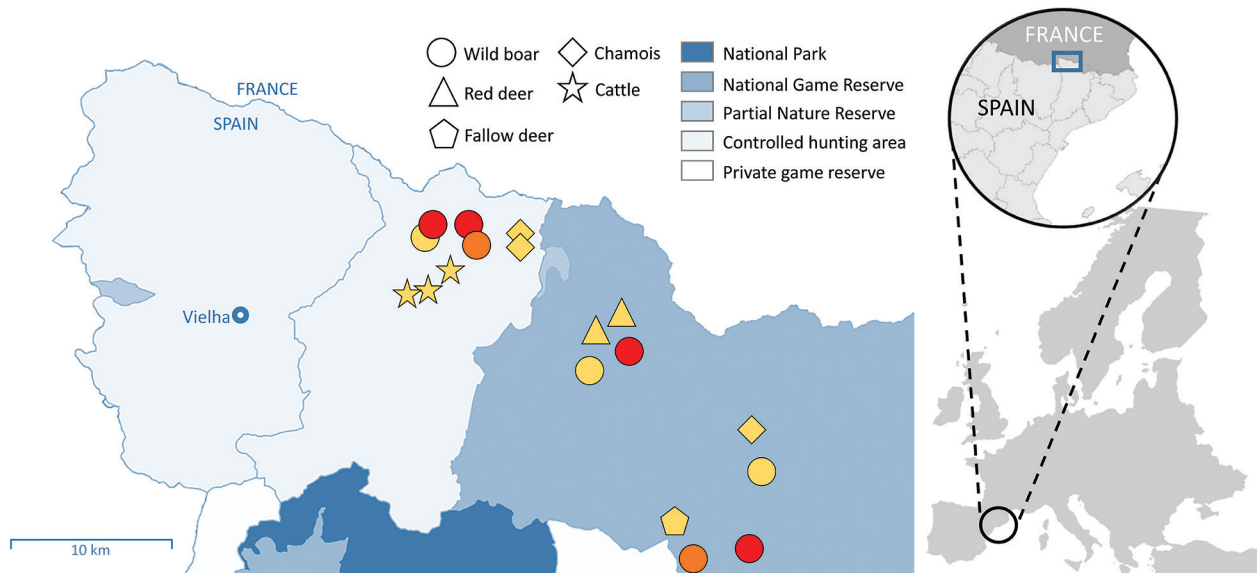 Wild boar
Red deer
Fallow deer
Chamois
Cattle
National Park
National Game Reserve
Partial Nature Reserve
Controlled hunting area
Private game reserve
FRANCE
SPAIN
Vielha
10 km
FRANCE
SPAIN